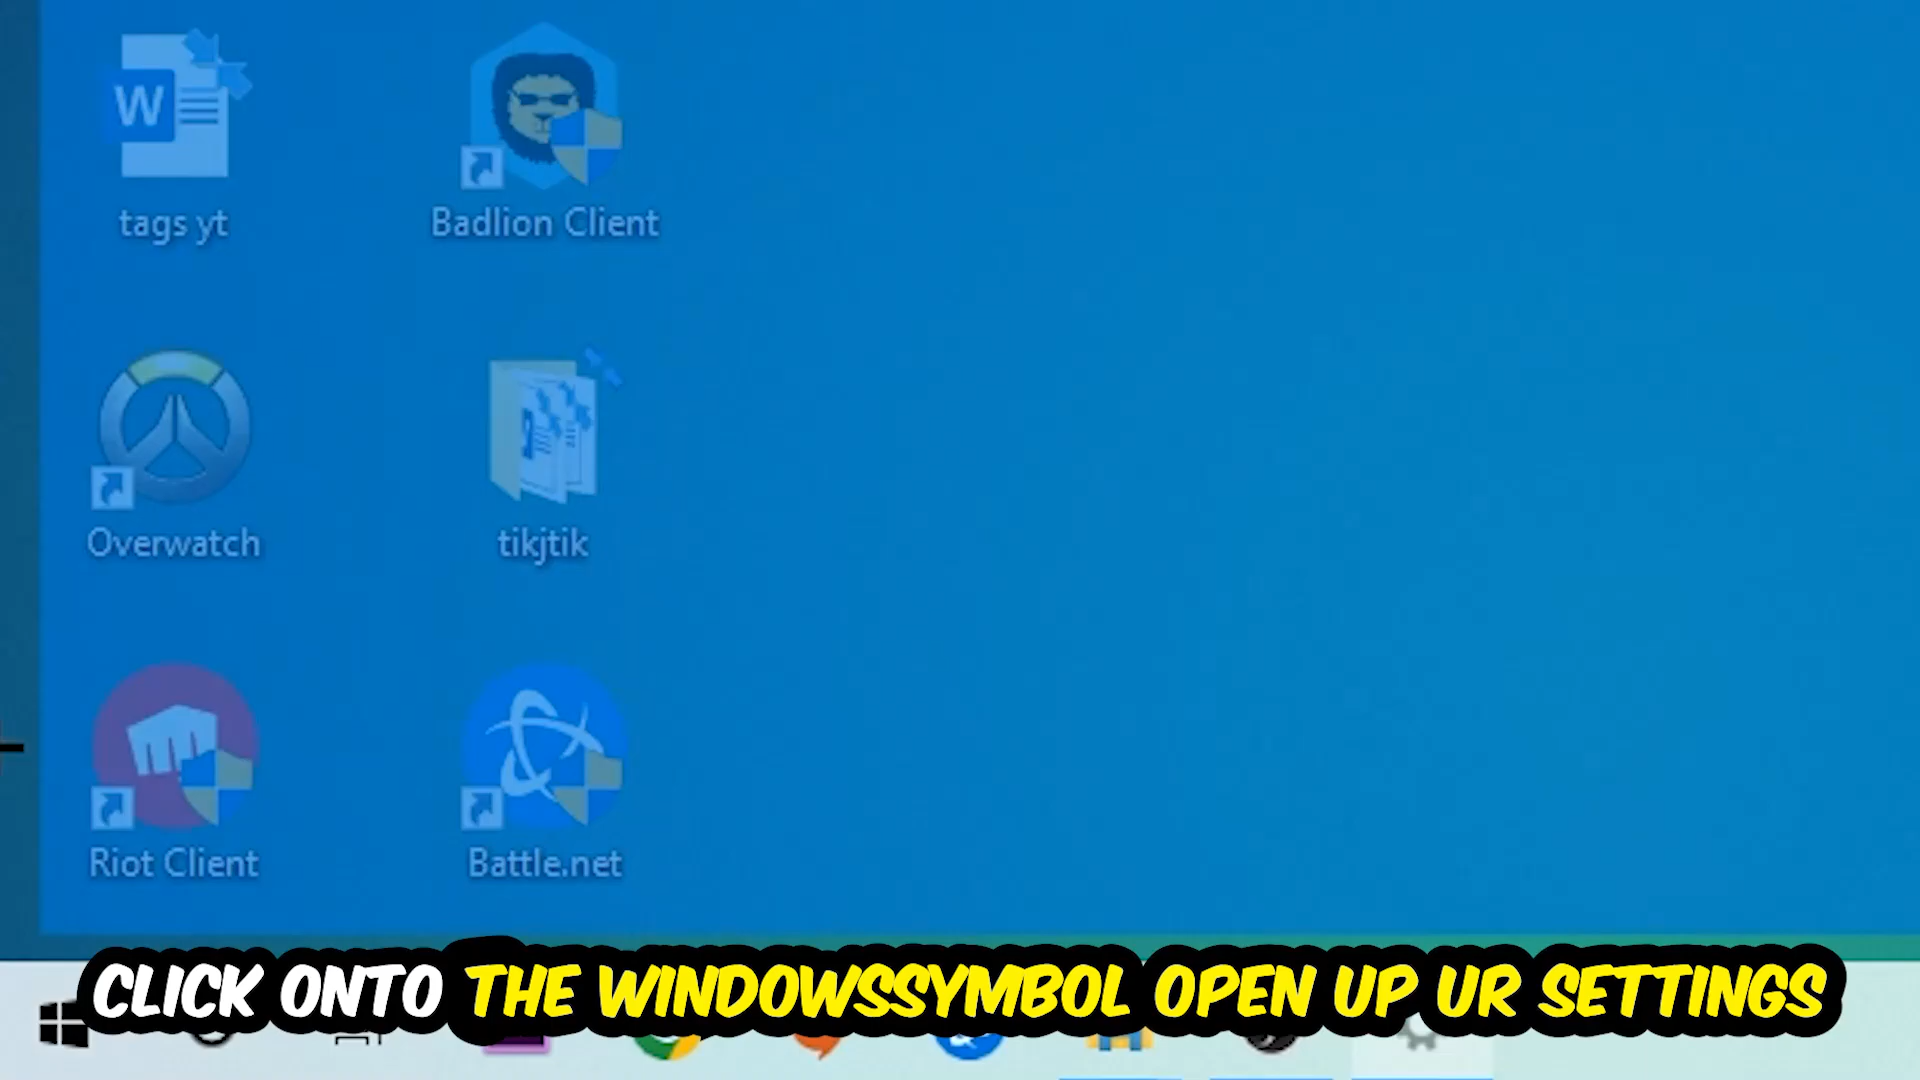 W
tags yt
Badlion Client
Overwatch
tikjtik
Riot Client
Battle.net
CLICK ONTO THE WINDOWSSYMBOL OPEN UP UR SETTINGS